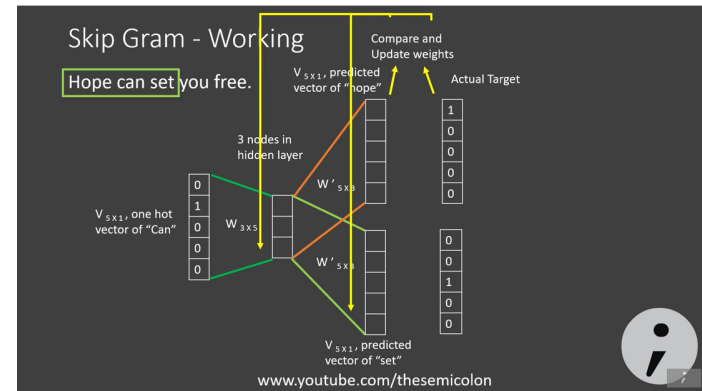 Skip Gram - Working
Hope can set you free.
Compare and
Update weights
V 5 x 1, predicted
vector of "hope"
Actual Target
3 nodes in
hidden layer
V 5 x 1, one hot
vector of "Can"
0
1
0
0
0
W 3 x 5
W ' 5 x 3
W ' 5 x 3
1
0
0
0
0
0
0
1
0
0
V 5 x 1, predicted
vector of "set"
www.youtube.com/thesemicolon